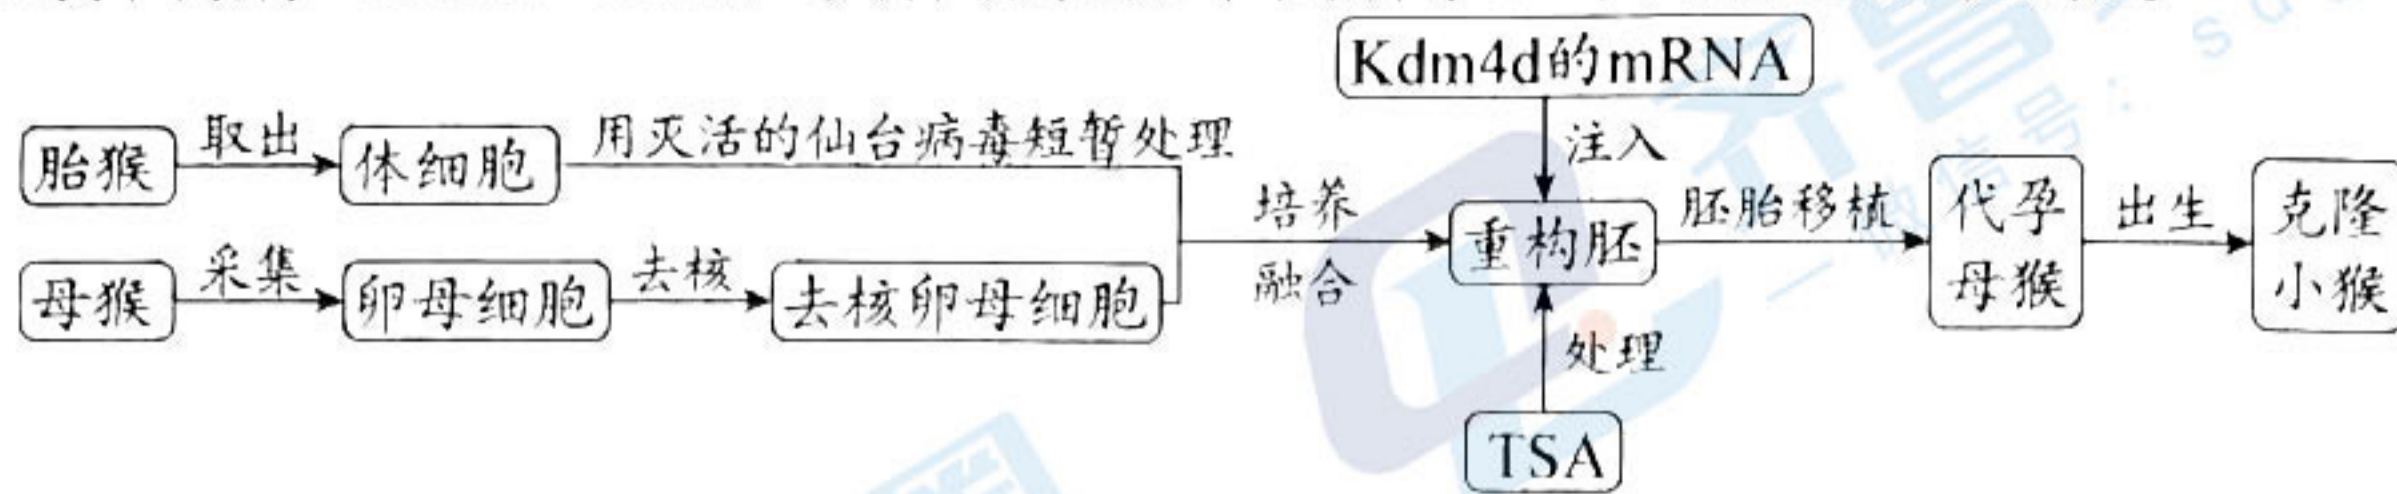 Kdm4d的mRNA
注入
胎猴
取出
体细胞
用灭活的仙台病毒短暂处理
母猴
采集
卵母细胞
去核
去核卵母细胞
培养
融合
重构胚
胚胎移植
代孕
母猴
出生
克隆
小猴
处理
TSA